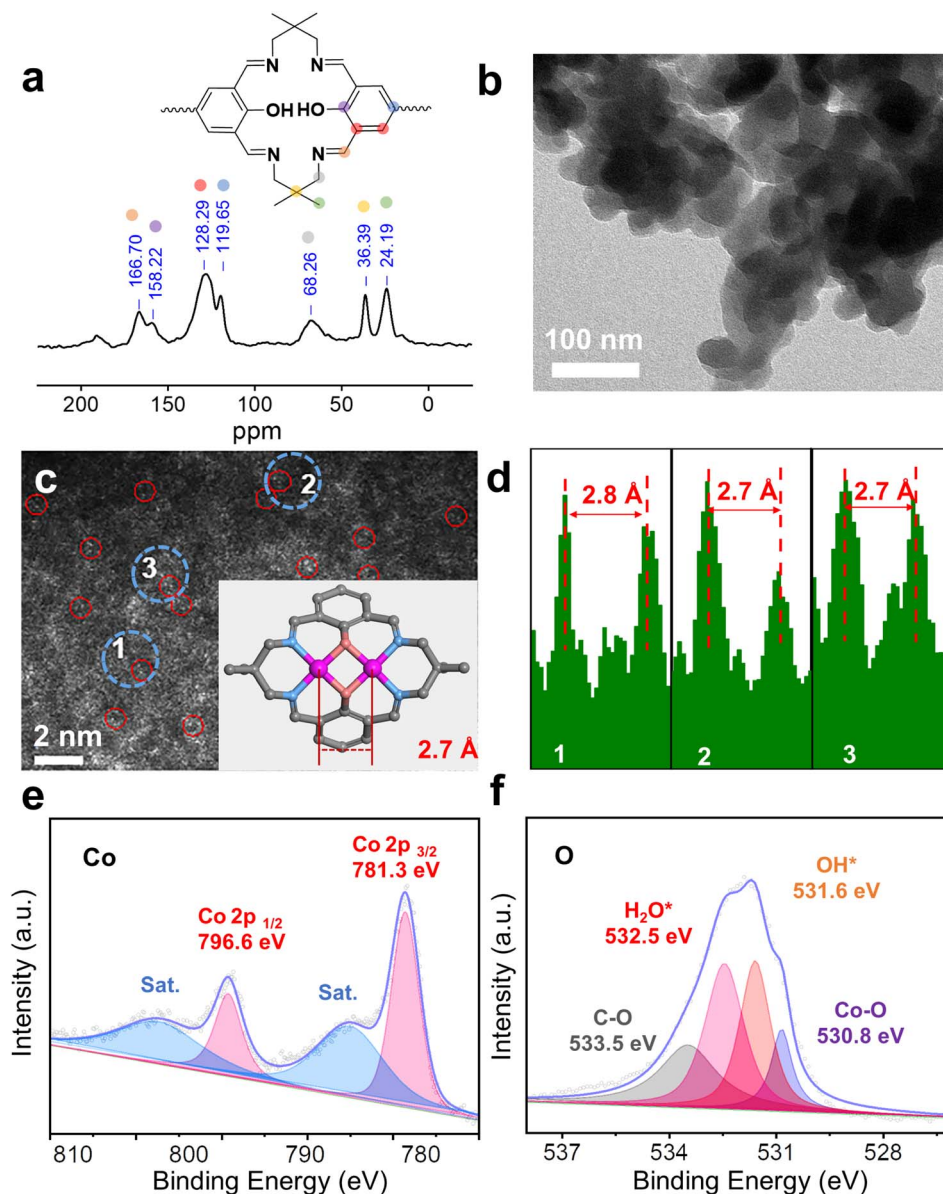 a
N
N
OH
HO
N
N
166.70
158.22
128.29
119.65
68.26
36.39
24.19
200
150
100
50
0
ppm
b
100 nm
c
2
3
1
2 nm
2.7 Å
d
2.8 Å
2.7 Å
2.7 Å
1
2
3
e
Co
Co 2p 3/2
781.3 eV
Co 2p 1/2
796.6 eV
Sat.
Sat.
Intensity (a.u.)
810
800
790
780
Binding Energy (eV)
f
O
OH*
531.6 eV
H2O*
532.5 eV
C-O
533.5 eV
Co-O
530.8 eV
Intensity (a.u.)
537
534
531
528
Binding Energy (eV)